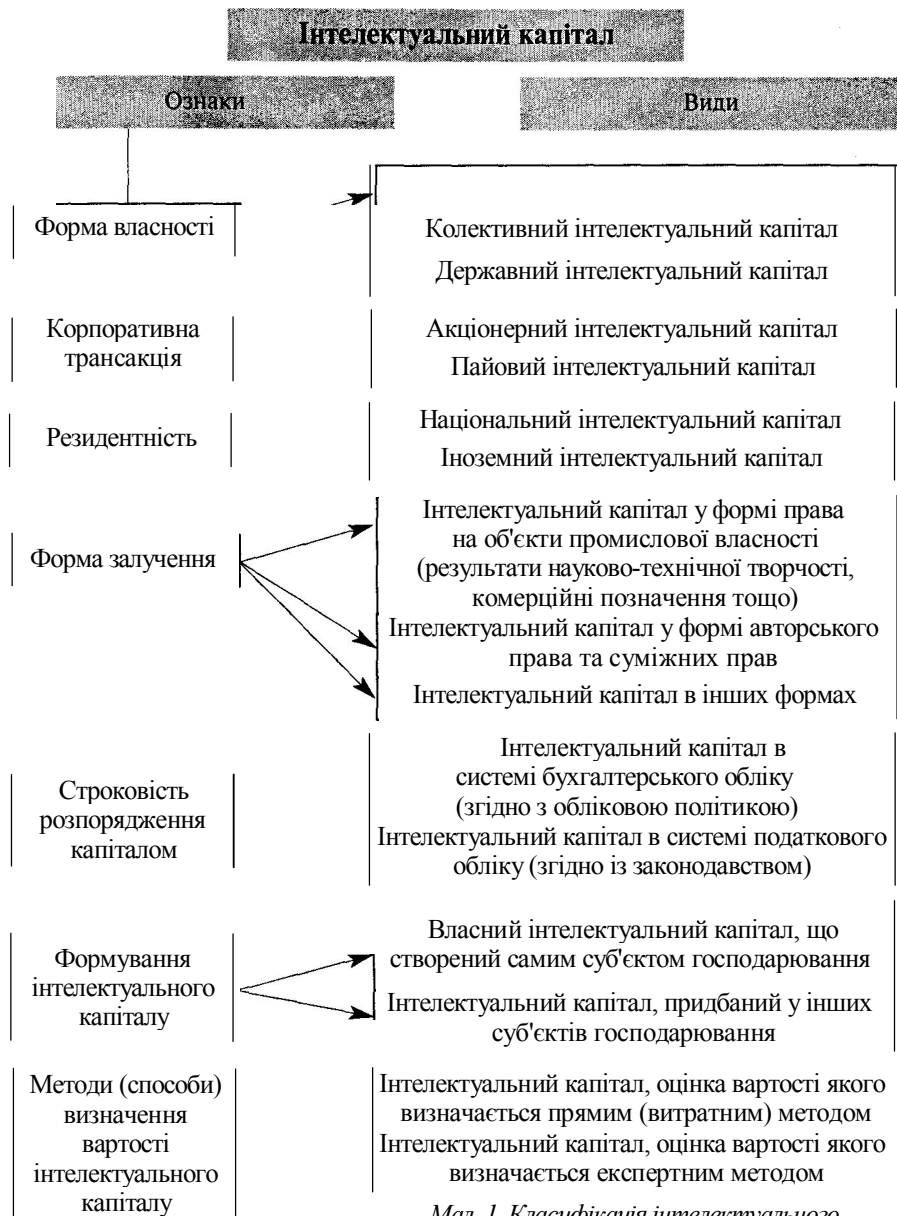 Інтелектуальний капітал
Ознаки
Види
Форма власності
Колективний інтелектуальний капітал
Державний інтелектуальний капітал
Корпоративна
трансакція
Акціонерний інтелектуальний капітал
Пайовий інтелектуальний капітал
Резидентність
Національний інтелектуальний капітал
Іноземний інтелектуальний капітал
Форма залучення
Інтелектуальний капітал у формі права
на об'єкти промислової власності
(результати науково-технічної творчості,
комерційні позначення тощо)
Інтелектуальний капітал у формі авторського
права та суміжних прав
Інтелектуальний капітал в інших формах
Строковість
розпорядження
капіталом
Інтелектуальний капітал в
системі бухгалтерського обліку
(згідно з обліковою політикою)
Інтелектуальний капітал в системі податкового
обліку (згідно із законодавством)
Формування
інтелектуального
капіталу
Власний інтелектуальний капітал, що
створений самим суб'єктом господарювання
Інтелектуальний капітал, придбаний у інших
суб'єктів господарювання
Методи (способи)
визначення
вартості
інтелектуального
капіталу
Інтелектуальний капітал, оцінка вартості якого
визначається прямим (витратним) методом
Інтелектуальний капітал, оцінка вартості якого
визначається експертним методом
Мал. 1. Класифікація інтелектуального